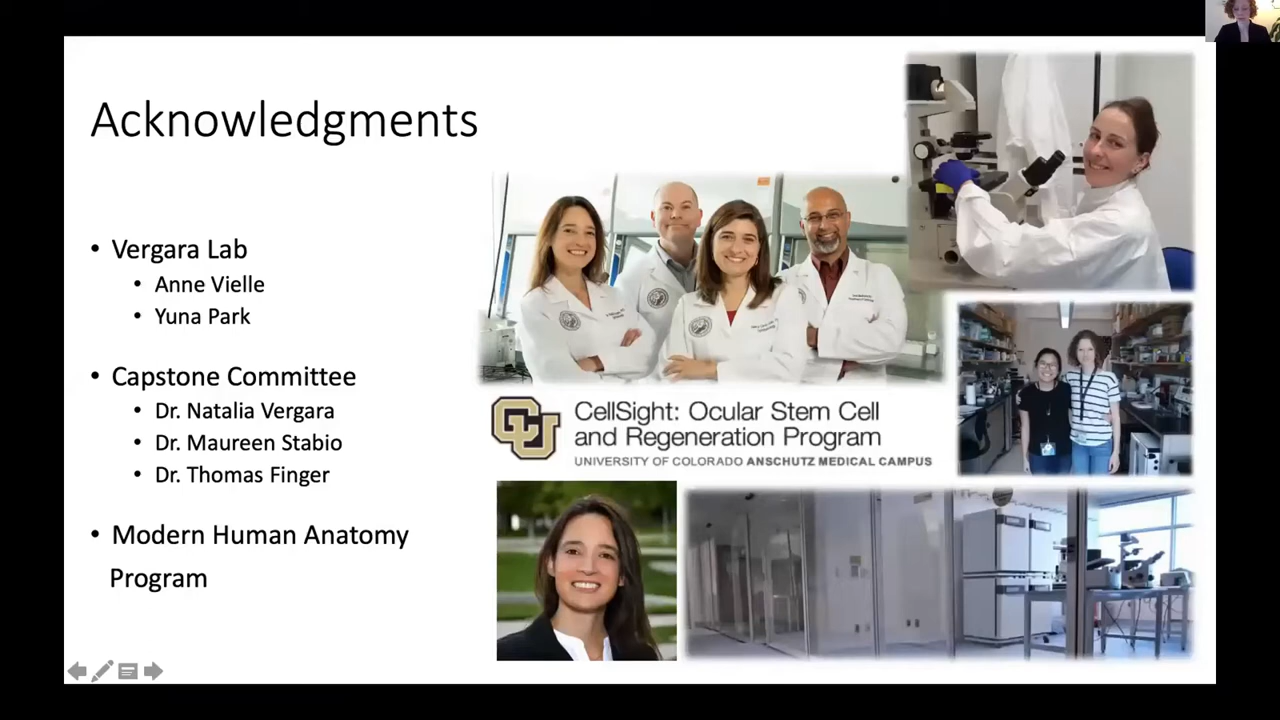 Acknowledgments
• Vergara Lab
• Anne Vielle
• Yuna Park
• Capstone Committee
• Dr. Natalia Vergara
• Dr. Maureen Stabio
• Dr. Thomas Finger
• Modern Human Anatomy
Program
CU
CellSight: Ocular Stem Cell
and Regeneration Program
UNIVERSITY OF COLORADO ANSCHUTZ MEDICAL CAMPUS